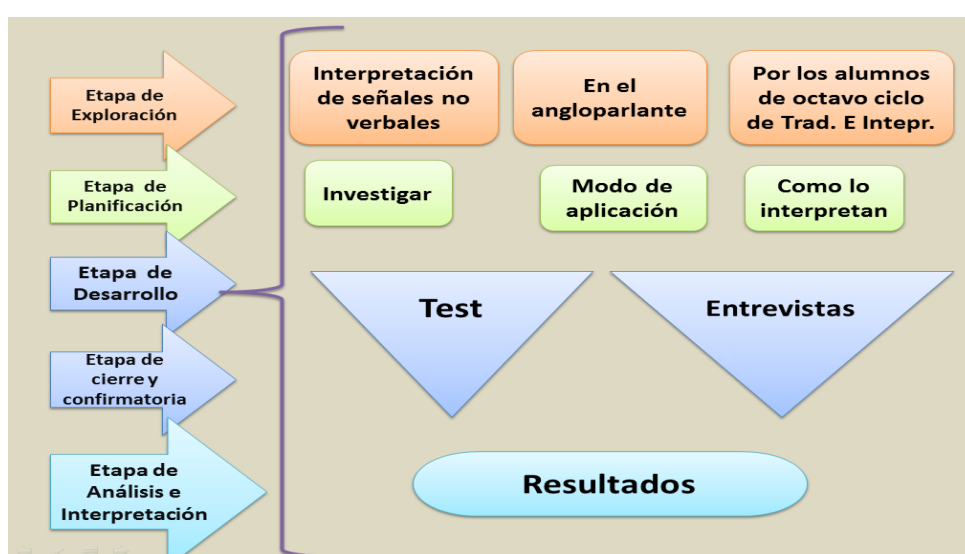 Etapa de
Exploración
Interpretación
de señales no
verbales
En el
angloparlante
Por los alumnos
de octavo ciclo
de Trad. E Intepr.
Etapa de
Planificación
Investigar
Modo de
aplicación
Como lo
interpretan
Etapa de
Desarrollo
Test
Entrevistas
Etapa de
cierre y
confirmatoria
Etapa de
Análisis e
Interpretación
Resultados